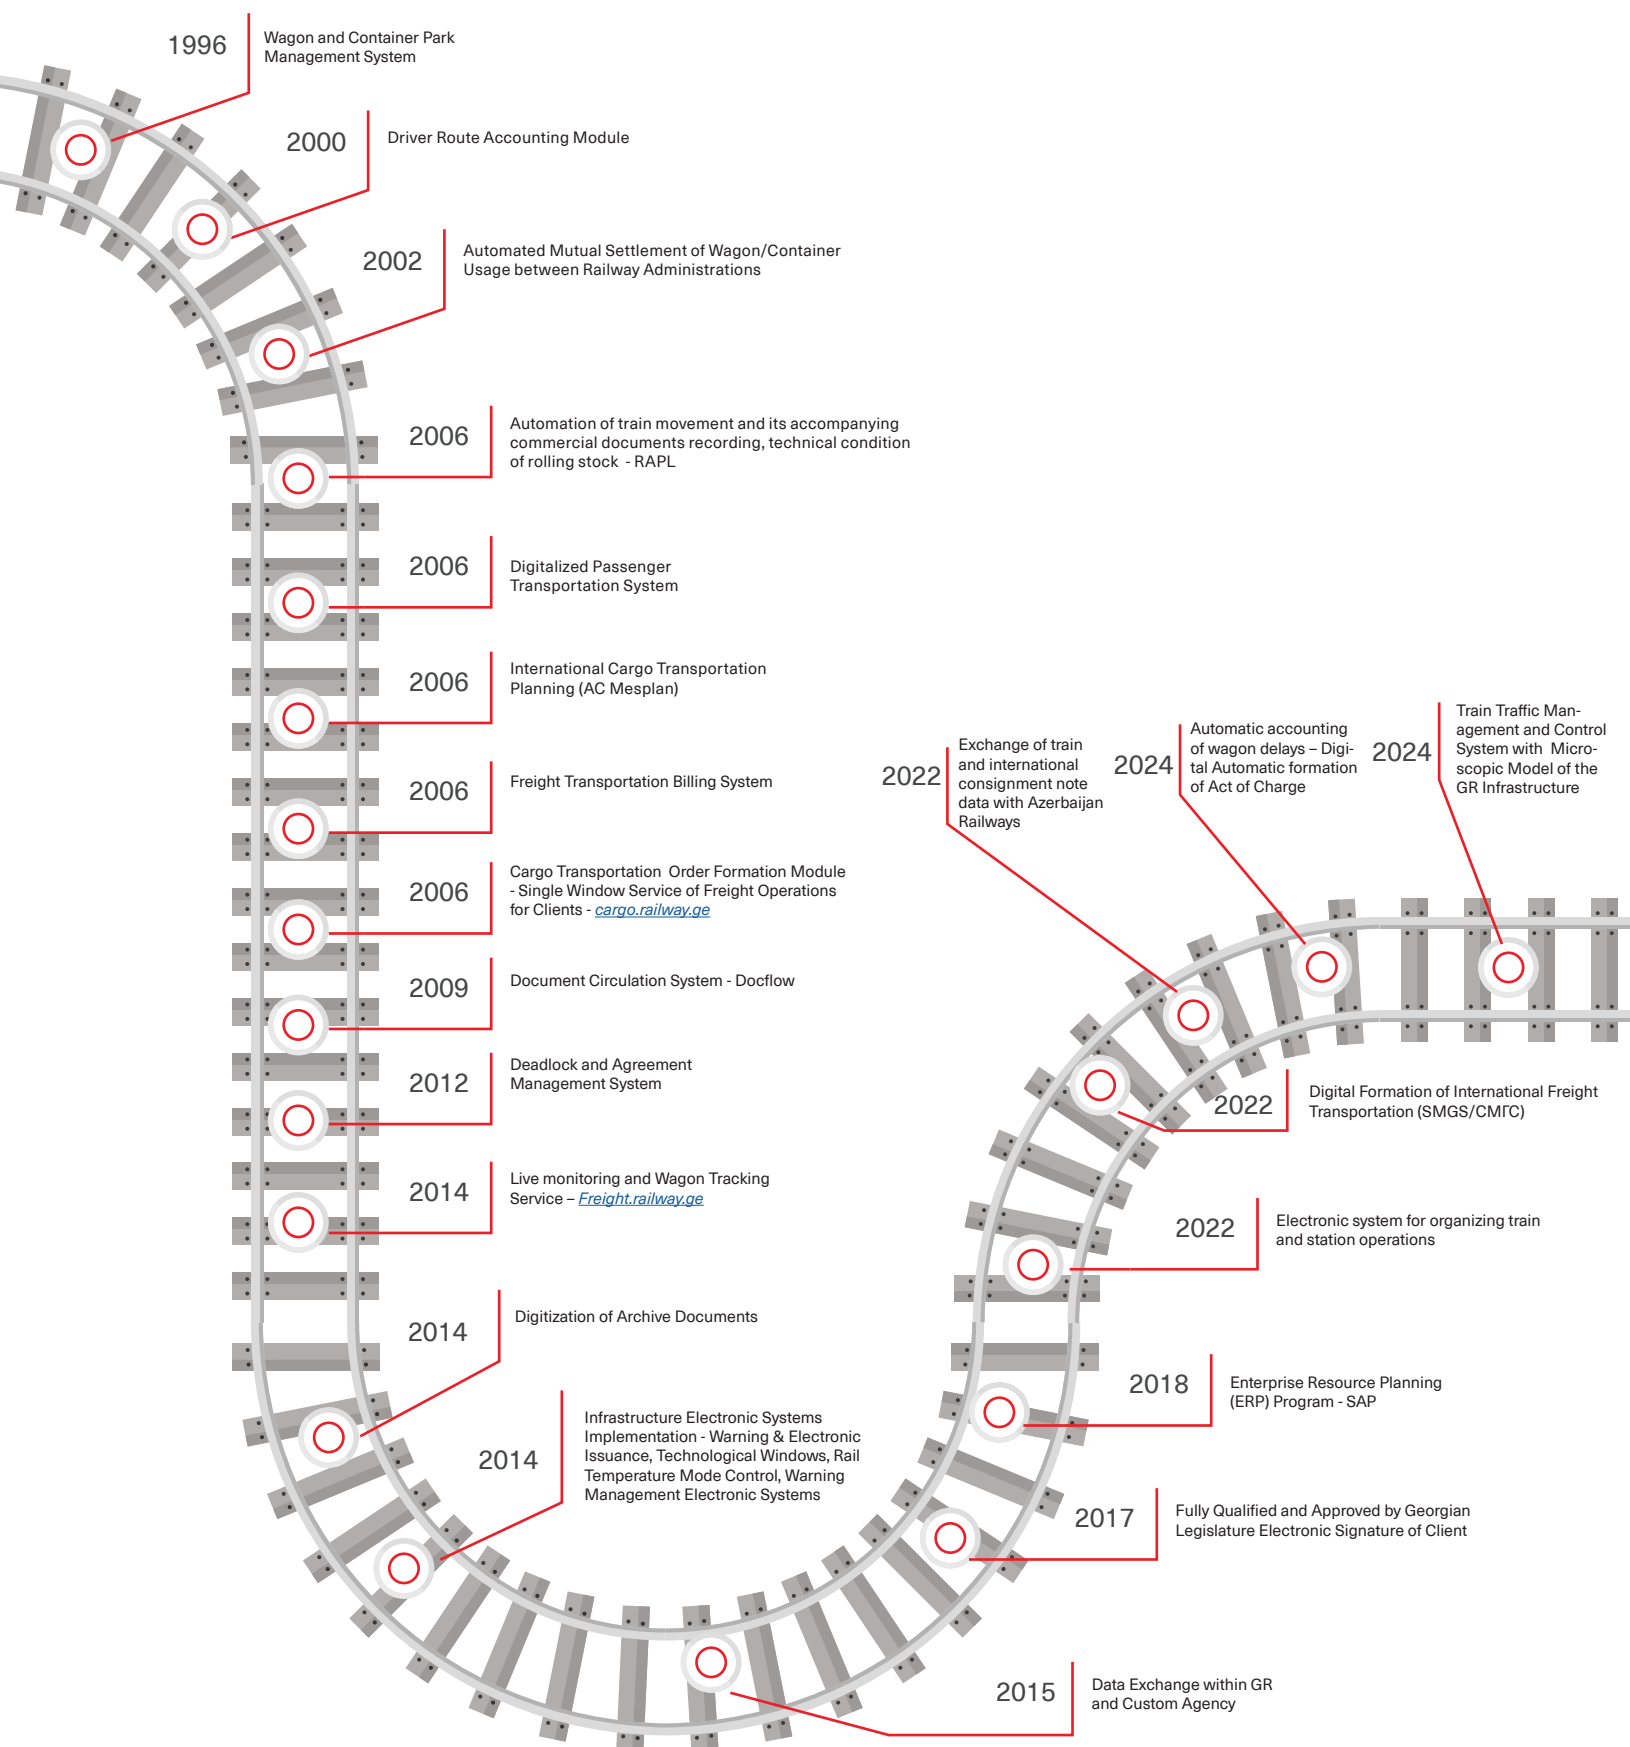 1996
Wagon and Container Park
Management System
2000
Driver Route Accounting Module
2002
Automated Mutual Settlement of Wagon/Container
Usage between Railway Administrations
2006
Automation of train movement and its accompanying
commercial documents recording, technical condition
of rolling stock - RAPL
2006
Digitalized Passenger
Transportation System
2006
International Cargo Transportation
Planning (AC Mesplan)
2006
Freight Transportation Billing System
2006
Cargo Transportation Order Formation Module
- Single Window Service of Freight Operations
for Clients - cargo.railway.ge
2009
Document Circulation System - Docflow
2012
Deadlock and Agreement
Management System
2014
Live monitoring and Wagon Tracking
Service – Freight.railway.ge
2014
Digitization of Archive Documents
2014
Infrastructure Electronic Systems
Implementation - Warning & Electronic
Issuance, Technological Windows, Rail
Temperature Mode Control, Warning
Management Electronic Systems
2015
Data Exchange within GR
and Custom Agency
2017
Fully Qualified and Approved by Georgian
Legislature Electronic Signature of Client
2018
Enterprise Resource Planning
(ERP) Program - SAP
2022
Electronic system for organizing train
and station operations
2022
Digital Formation of International Freight
Transportation (SMGS/СМГС)
2022
Exchange of train
and international
consignment note
data with Azerbaijan
Railways
2024
Automatic accounting
of wagon delays – Digi-
tal Automatic formation
of Act of Charge
2024
Train Traffic Man-
agement and Control
System with Micro-
scopic Model of the
GR Infrastructure